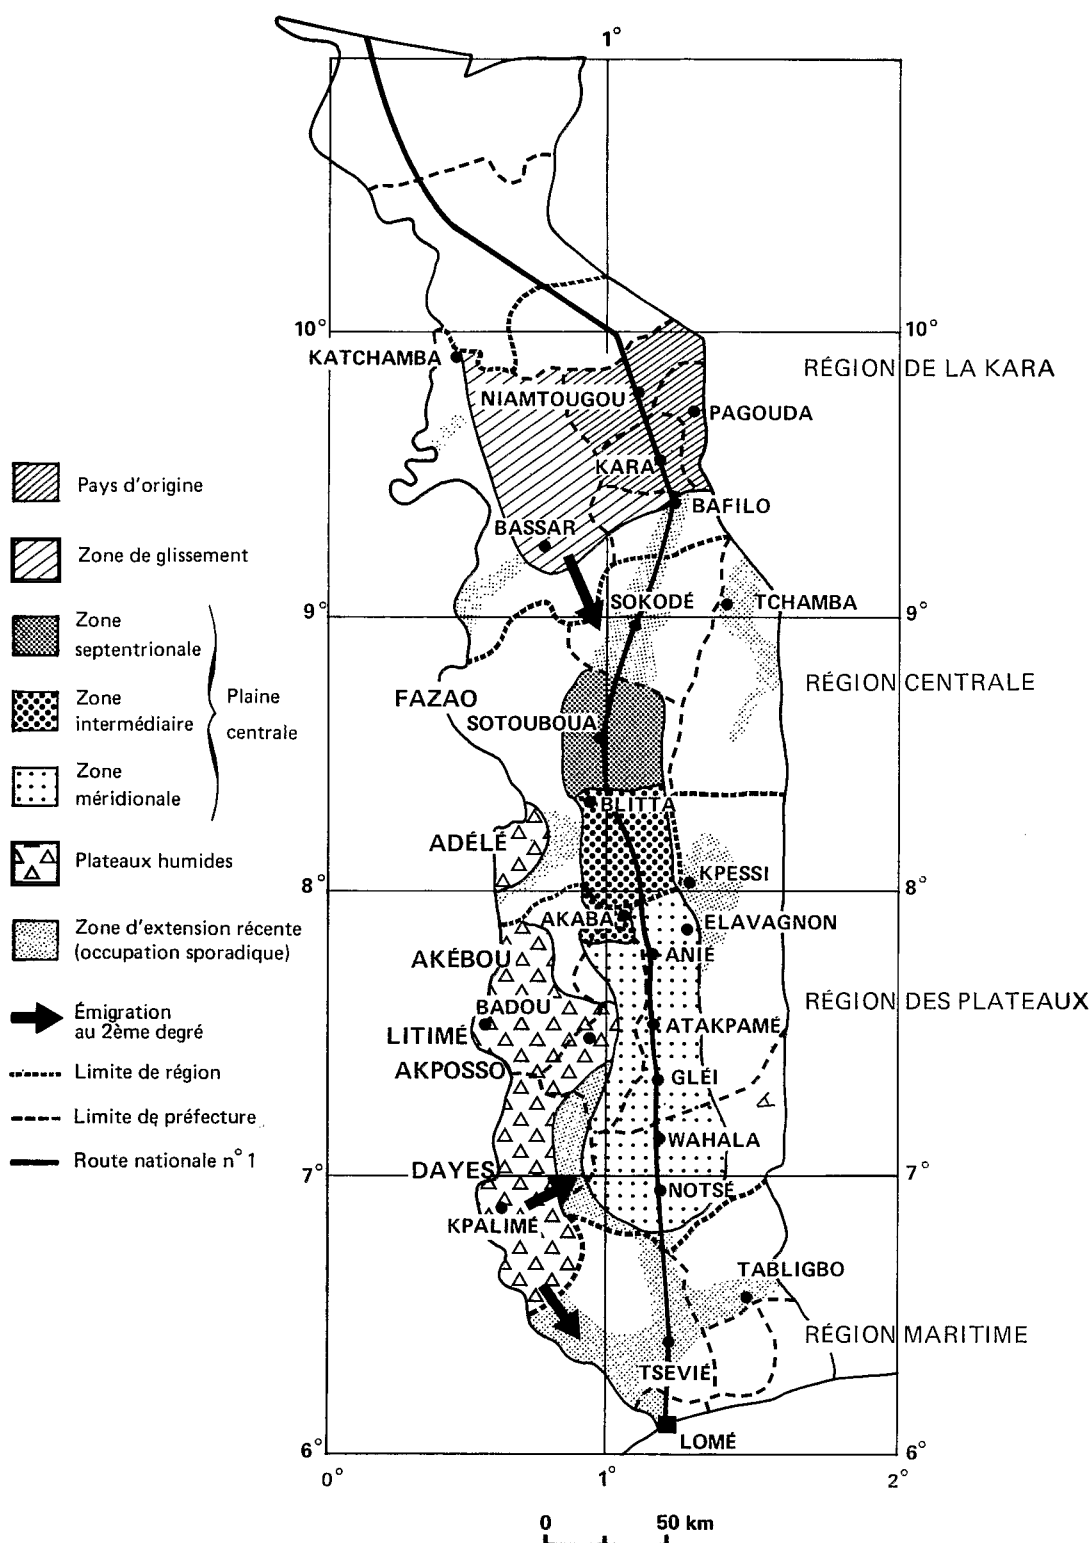 1°
10°
10°
KATCHAMBA
RÉGION DE LA KARA
NIAMTOUGOU
PAGOUDA
KARA
BAFILO
BASSAR
SOKODÉ
TCHAMBA
9°
9°
FAZAO
RÉGION CENTRALE
SOTOUBOUA
BLITTA
ADÉLÉ
KPESSI
8°
8°
AKABA
ELAVAGNON
AKÉBOU
ANIÉ
BADOU
RÉGION DES PLATEAUX
LITIMÉ
ATAKPAMÉ
AKPOSSO
GLÉI
WAHALA
DAYES
7°
7°
NOTSÉ
KPALIMÉ
TABLIGBO
RÉGION MARITIME
TSEVIÉ
LOMÉ
6°
6°
0°
1°
2°
0
50 km
Pays d'origine
Zone de glissement
Zone
septentrionale
Zone
intermédiaire
Plaine
centrale
Zone
méridionale
Plateaux humides
Zone d'extension récente
(occupation sporadique)
Émigration
au 2ème degré
Limite de région
Limite de préfecture
Route nationale n° 1